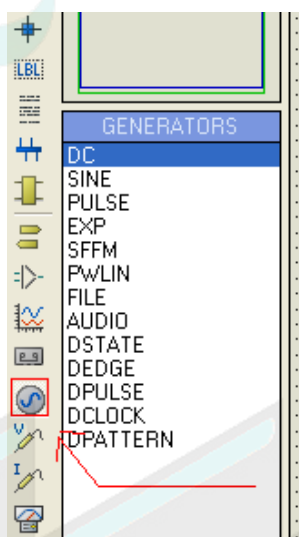 LBL
GENERATORS
DC
SINE
PULSE
EXP
SFFM
PWLIN
FILE
AUDIO
DSTATE
DEDGE
DPULSE
DCLOCK
DPATTERN
V
I